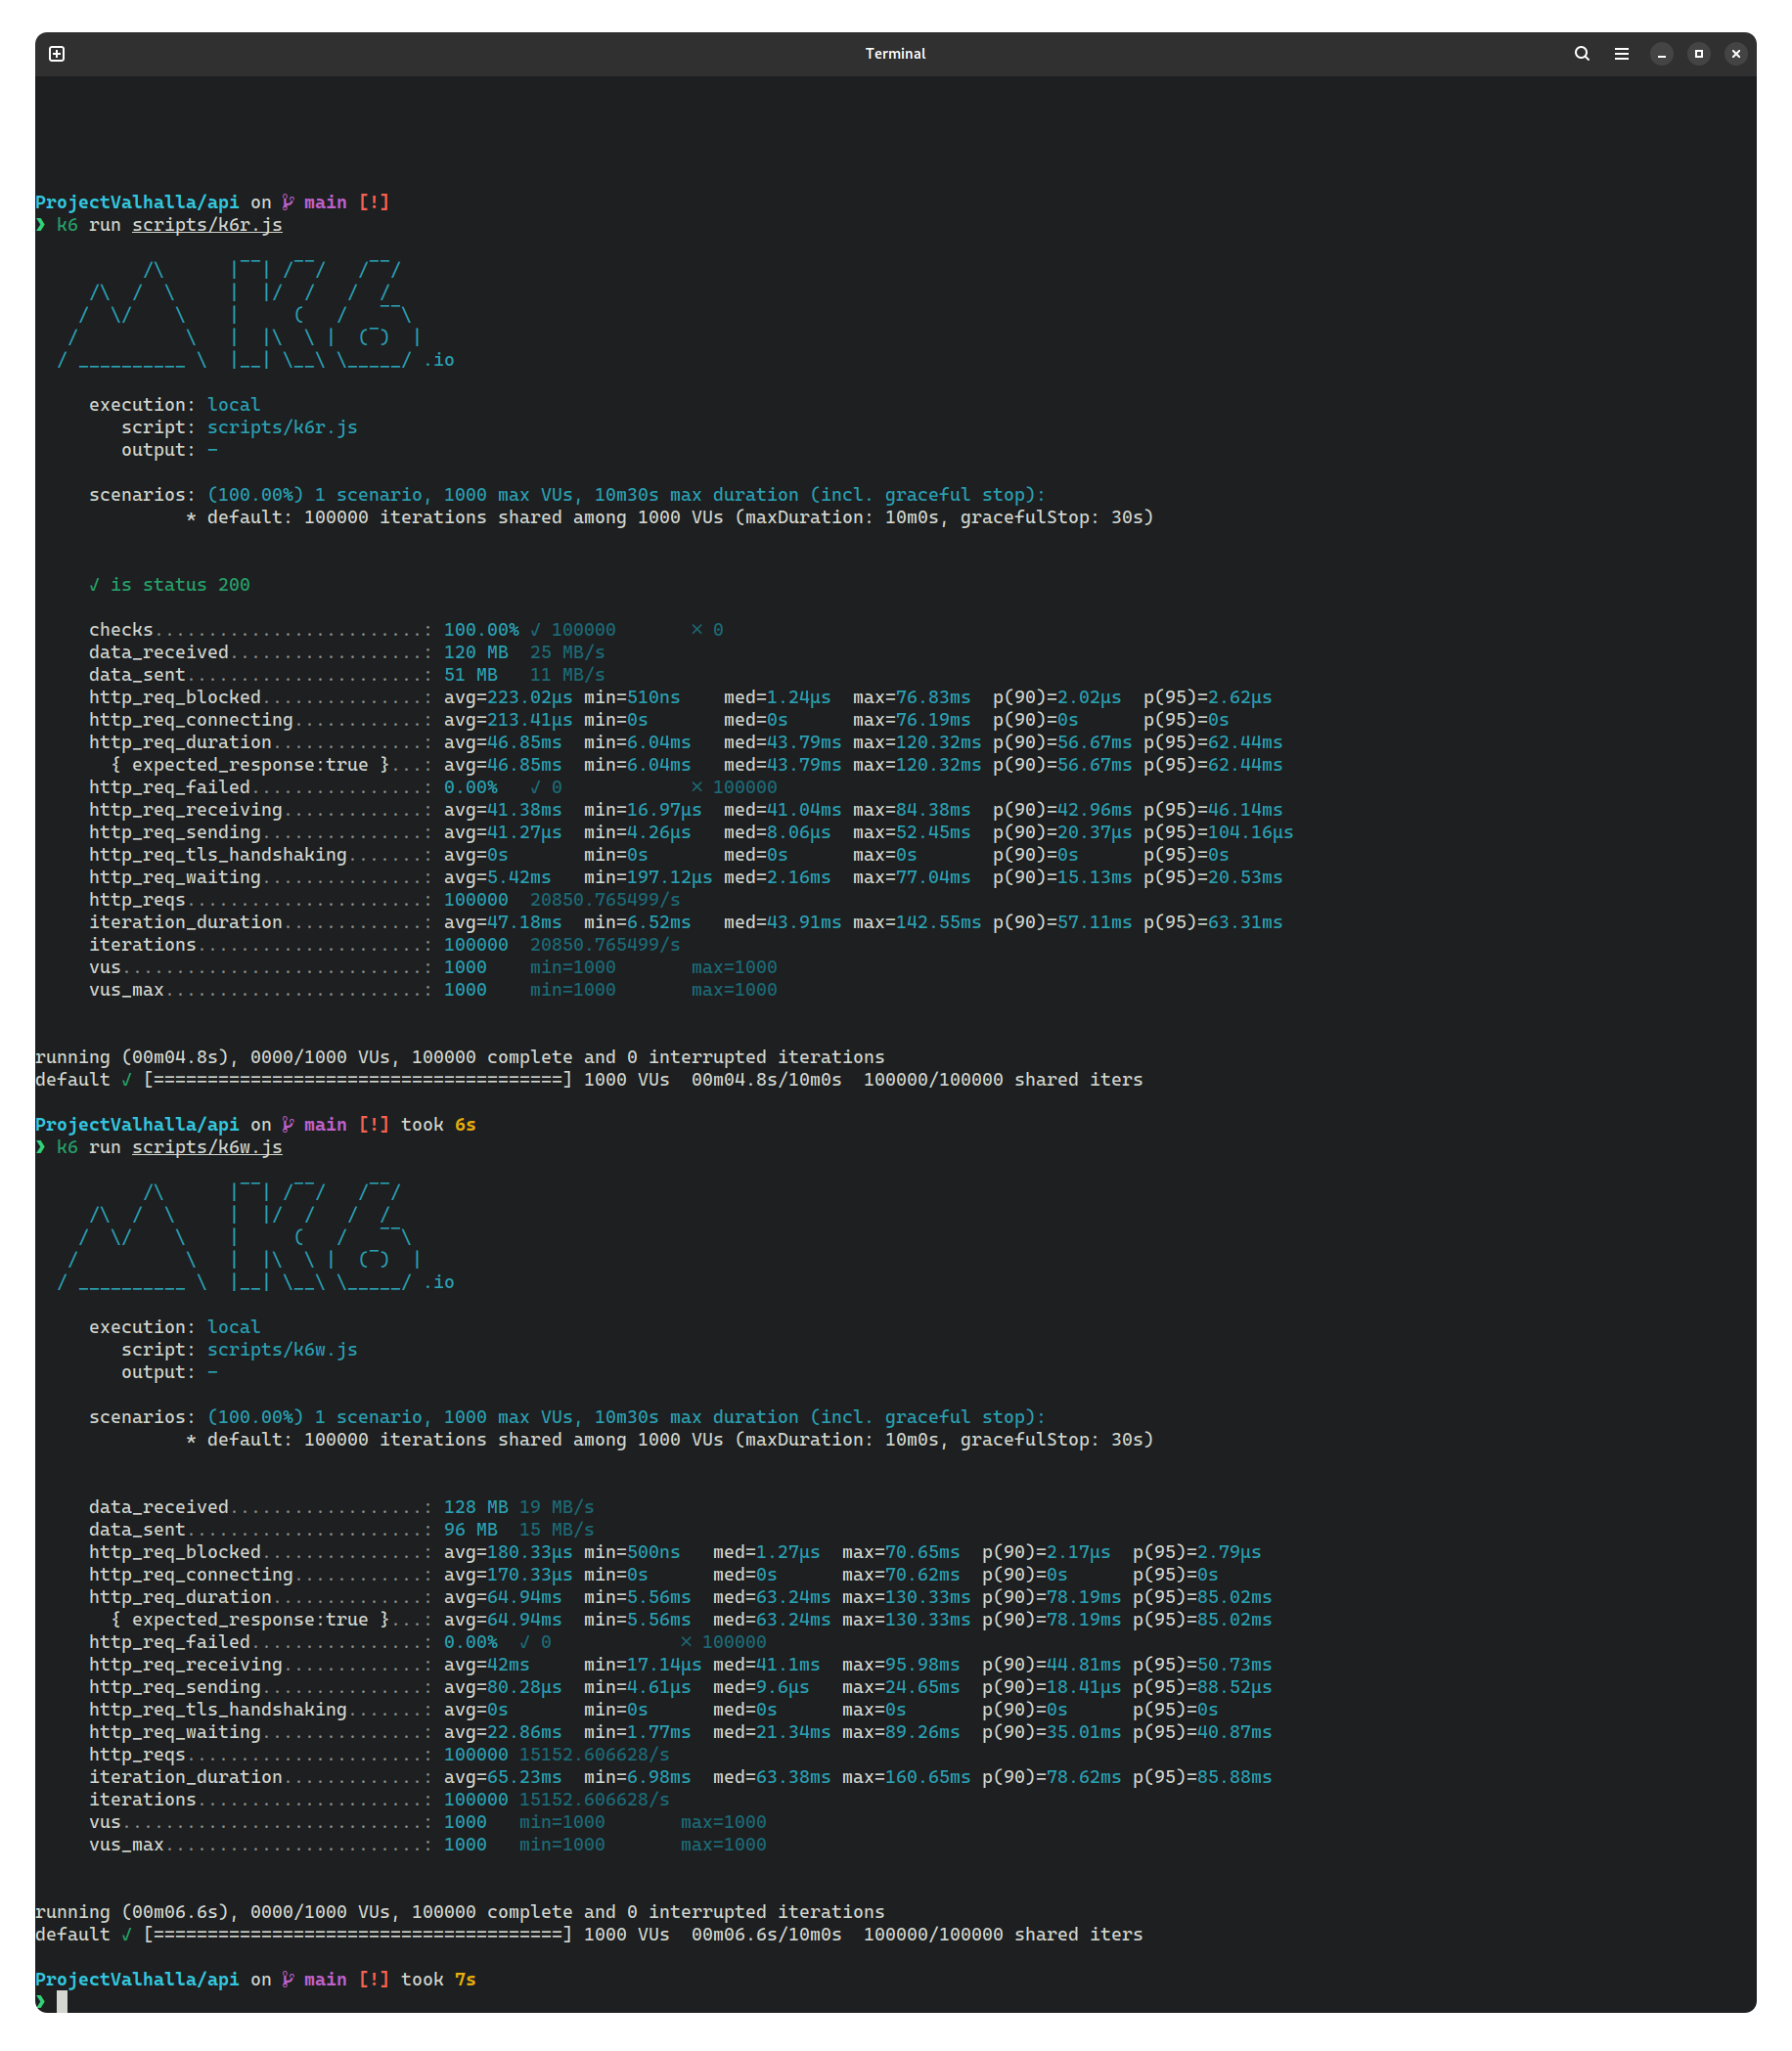 Terminal
ProjectValhalla/api on main [!]
❯ k6 run scripts/k6r.js
          /\      |‾‾| /‾‾/   /‾‾/
     /\  /  \     |  |/  /   /  /
    /  \/    \    |     (   /   ‾‾\
   /          \   |  |\  \ |  (‾)  |
  / __________ \  |__| \__\ \_____/ .io
     execution: local
        script: scripts/k6r.js
        output: -
     scenarios: (100.00%) 1 scenario, 1000 max VUs, 10m30s max duration (incl. graceful stop):
              * default: 100000 iterations shared among 1000 VUs (maxDuration: 10m0s, gracefulStop: 30s)
     ✓ is status 200
     checks.........................: 100.00% ✓ 100000       ✗ 0
     data_received..................: 120 MB  25 MB/s
     data_sent......................: 51 MB   11 MB/s
     http_req_blocked...............: avg=223.02µs min=510ns    med=1.24µs  max=76.83ms  p(90)=2.02µs  p(95)=2.62µs
     http_req_connecting............: avg=213.41µs min=0s       med=0s      max=76.19ms  p(90)=0s      p(95)=0s
     http_req_duration..............: avg=46.85ms  min=6.04ms   med=43.79ms max=120.32ms p(90)=56.67ms p(95)=62.44ms
       { expected_response:true }...: avg=46.85ms  min=6.04ms   med=43.79ms max=120.32ms p(90)=56.67ms p(95)=62.44ms
     http_req_failed................: 0.00%   ✓ 0            ✗ 100000
     http_req_receiving.............: avg=41.38ms  min=16.97µs  med=41.04ms max=84.38ms  p(90)=42.96ms p(95)=46.14ms
     http_req_sending...............: avg=41.27µs  min=4.26µs   med=8.06µs  max=52.45ms  p(90)=20.37µs p(95)=104.16µs
     http_req_tls_handshaking.......: avg=0s       min=0s       med=0s      max=0s       p(90)=0s      p(95)=0s
     http_req_waiting...............: avg=5.42ms   min=197.12µs med=2.16ms  max=77.04ms  p(90)=15.13ms p(95)=20.53ms
     http_reqs......................: 100000  20850.765499/s
     iteration_duration.............: avg=47.18ms  min=6.52ms   med=43.91ms max=142.55ms p(90)=57.11ms p(95)=63.31ms
     iterations.....................: 100000  20850.765499/s
     vus............................: 1000    min=1000       max=1000
     vus_max........................: 1000    min=1000       max=1000
running (00m04.8s), 0000/1000 VUs, 100000 complete and 0 interrupted iterations
default ✓ [======================================] 1000 VUs  00m04.8s/10m0s  100000/100000 shared iters
ProjectValhalla/api on main [!] took 6s
❯ k6 run scripts/k6w.js
          /\      |‾‾| /‾‾/   /‾‾/
     /\  /  \     |  |/  /   /  /
    /  \/    \    |     (   /   ‾‾\
   /          \   |  |\  \ |  (‾)  |
  / __________ \  |__| \__\ \_____/ .io
     execution: local
        script: scripts/k6w.js
        output: -
     scenarios: (100.00%) 1 scenario, 1000 max VUs, 10m30s max duration (incl. graceful stop):
              * default: 100000 iterations shared among 1000 VUs (maxDuration: 10m0s, gracefulStop: 30s)
     data_received..................: 128 MB 19 MB/s
     data_sent......................: 96 MB  15 MB/s
     http_req_blocked...............: avg=180.33µs min=500ns   med=1.27µs  max=70.65ms  p(90)=2.17µs  p(95)=2.79µs
     http_req_connecting............: avg=170.33µs min=0s      med=0s      max=70.62ms  p(90)=0s      p(95)=0s
     http_req_duration..............: avg=64.94ms  min=5.56ms  med=63.24ms max=130.33ms p(90)=78.19ms p(95)=85.02ms
       { expected_response:true }...: avg=64.94ms  min=5.56ms  med=63.24ms max=130.33ms p(90)=78.19ms p(95)=85.02ms
     http_req_failed................: 0.00%  ✓ 0            ✗ 100000
     http_req_receiving.............: avg=42ms     min=17.14µs med=41.1ms  max=95.98ms  p(90)=44.81ms p(95)=50.73ms
     http_req_sending...............: avg=80.28µs  min=4.61µs  med=9.6µs   max=24.65ms  p(90)=18.41µs p(95)=88.52µs
     http_req_tls_handshaking.......: avg=0s       min=0s      med=0s      max=0s       p(90)=0s      p(95)=0s
     http_req_waiting...............: avg=22.86ms  min=1.77ms  med=21.34ms max=89.26ms  p(90)=35.01ms p(95)=40.87ms
     http_reqs......................: 100000 15152.606628/s
     iteration_duration.............: avg=65.23ms  min=6.98ms  med=63.38ms max=160.65ms p(90)=78.62ms p(95)=85.88ms
     iterations.....................: 100000 15152.606628/s
     vus............................: 1000   min=1000       max=1000
     vus_max........................: 1000   min=1000       max=1000
running (00m06.6s), 0000/1000 VUs, 100000 complete and 0 interrupted iterations
default ✓ [======================================] 1000 VUs  00m06.6s/10m0s  100000/100000 shared iters
ProjectValhalla/api on main [!] took 7s
❯